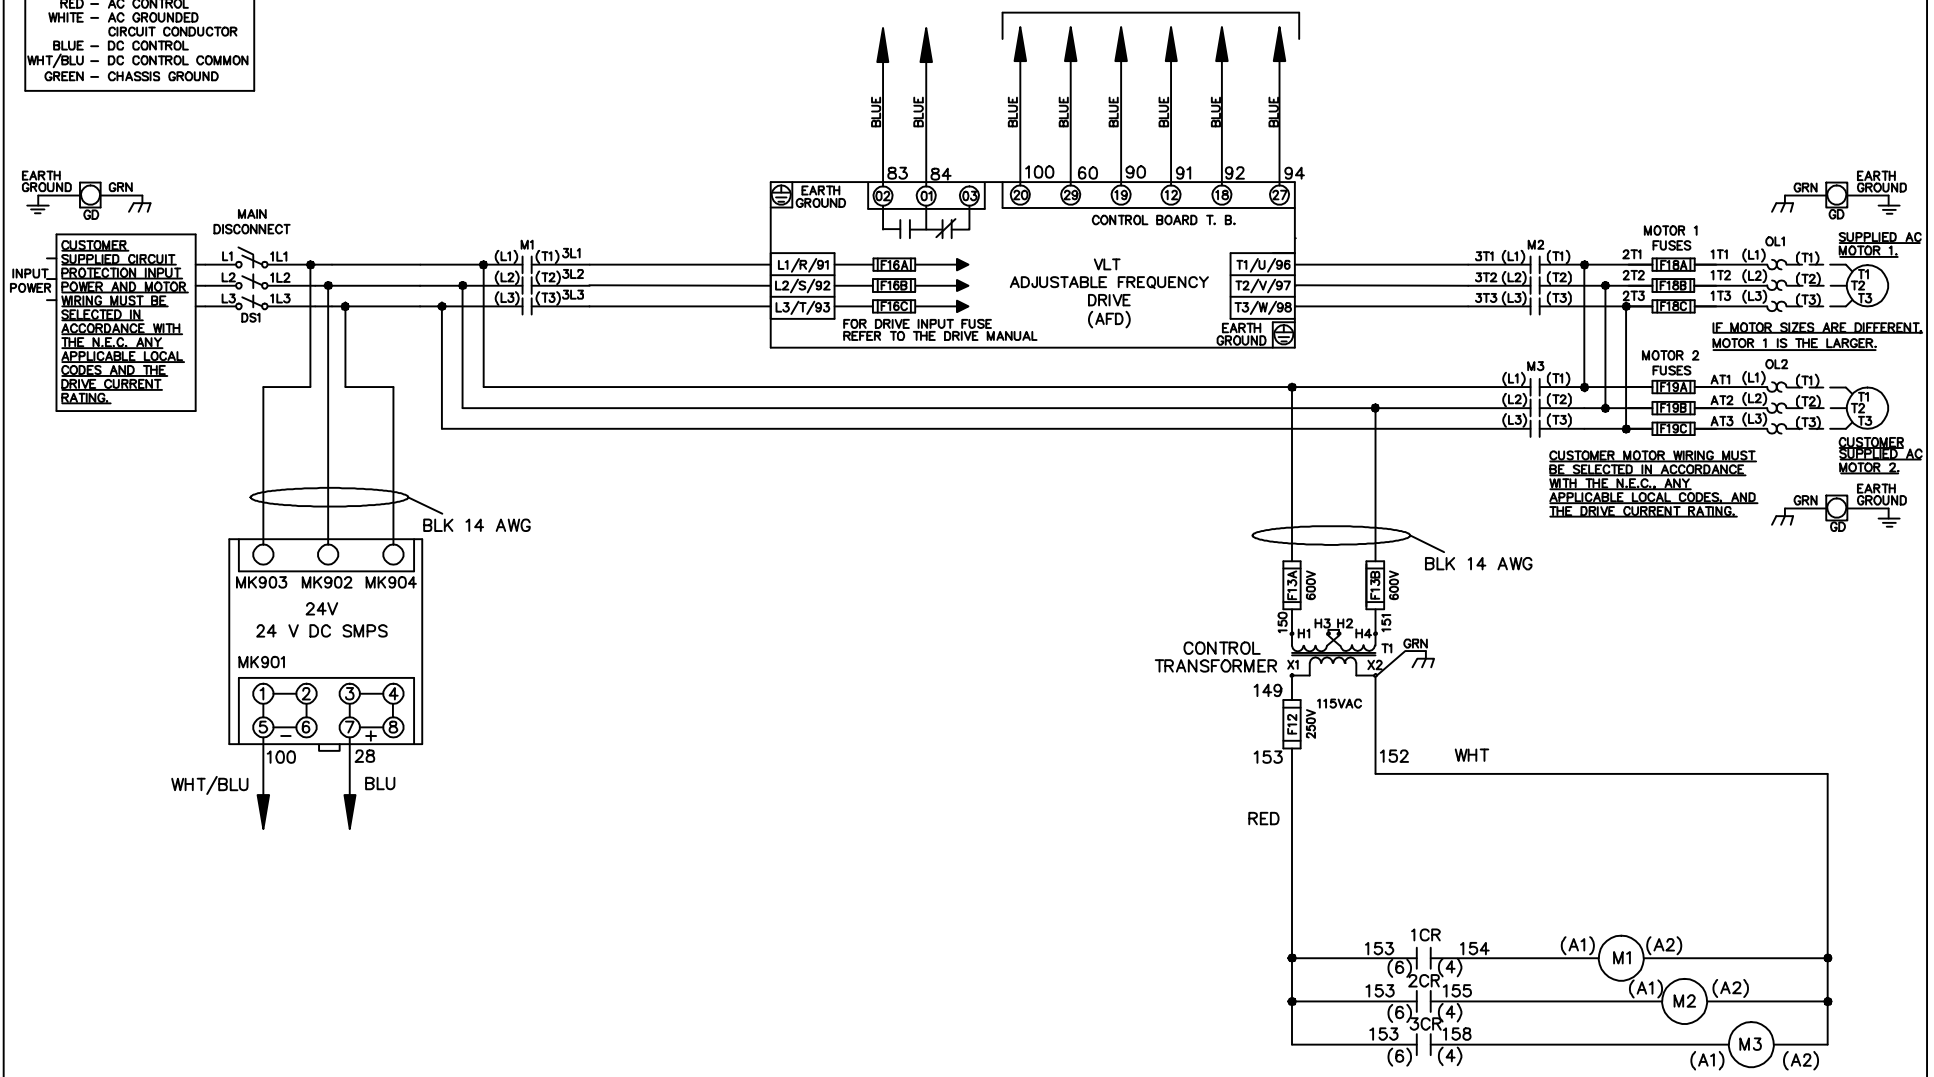 RED – AC CONTROL
WHITE – AC GROUNDED
CIRCUIT CONDUCTOR
BLUE – DC CONTROL
WHT/BLU – DC CONTROL COMMON
GREEN – CHASSIS GROUND
BLUE BLUE BLUE BLUE BLUE BLUE BLUE BLUE
83 84 100 60 90 91 92 94
EARTH
GROUND
GRN
GD
MAIN
DISCONNECT
INPUT
POWER
CUSTOMER
SUPPLIED CIRCUIT
PROTECTION INPUT
POWER AND MOTOR
WIRING MUST BE
SELECTED IN
ACCORDANCE WITH
THE N.E.C. ANY
APPLICABLE LOCAL
CODES AND THE
DRIVE CURRENT
RATING.
L1 1L1
L2 1L2
L3 1L3
DS1
M1
(L1) (T1) 3L1
(L2) (T2) 3L2
(L3) (T3) 3L3
EARTH
GROUND
02 01 03
20 29 19 12 18 27
CONTROL BOARD T. B.
L1/R/91 F16A
L2/S/92 F16B
L3/T/93 F16C
FOR DRIVE INPUT FUSE
REFER TO THE DRIVE MANUAL
VLT
ADJUSTABLE FREQUENCY
DRIVE
(AFD)
T1/U/96
T2/V/97
T3/W/98
EARTH
GROUND
M2
3T1 (L1) (T1)
3T2 (L2) (T2)
3T3 (L3) (T3)
MOTOR 1
FUSES
2T1 F18A 1T1 (L1) (T1)
2T2 F18B 1T2 (L2) (T2)
2T3 F18C 1T3 (L3) (T3)
OL1
GRN
EARTH
GROUND
GD
SUPPLIED AC
MOTOR 1.
T1
T2
T3
IF MOTOR SIZES ARE DIFFERENT,
MOTOR 1 IS THE LARGER.
M3
(L1) (T1)
(L2) (T2)
(L3) (T3)
MOTOR 2
FUSES
OL2
F19A AT1 (L1) (T1)
F19B AT2 (L2) (T2)
F19C AT3 (L3) (T3)
T1
T2
T3
CUSTOMER
SUPPLIED AC
MOTOR 2.
CUSTOMER MOTOR WIRING MUST
BE SELECTED IN ACCORDANCE
WITH THE N.E.C., ANY
APPLICABLE LOCAL CODES, AND
THE DRIVE CURRENT RATING.
GRN
EARTH
GROUND
GD
BLK 14 AWG
MK903 MK902 MK904
24V
24 V DC SMPS
MK901
1 2 3 4
5 6 7 8
– +
100 28
WHT/BLU BLU
BLK 14 AWG
F13A 600V F13B 600V
150 151
H1 H3 H2 H4
T1
GRN
CONTROL
TRANSFORMER
X1 X2
149
115VAC
F12 250V
153 152 WHT
RED
1CR
153 154 (A1) M1 (A2)
(6) (4)
2CR
153 155 (A1) M2 (A2)
(6) (4)
3CR
153 158 M3
(6) (4) (A1) (A2)